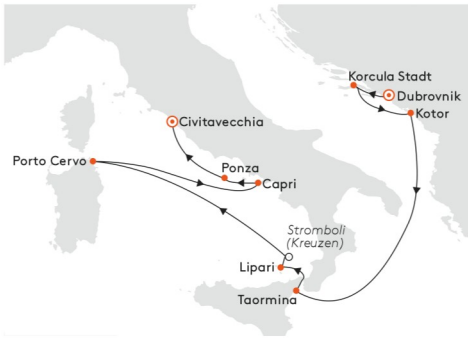 Korcula Stadt
Dubrovnik
Kotor
Civitavecchia
Porto Cervo
Ponza
Capri
Stromboli
(Kreuzen)
Lipari
Taormina